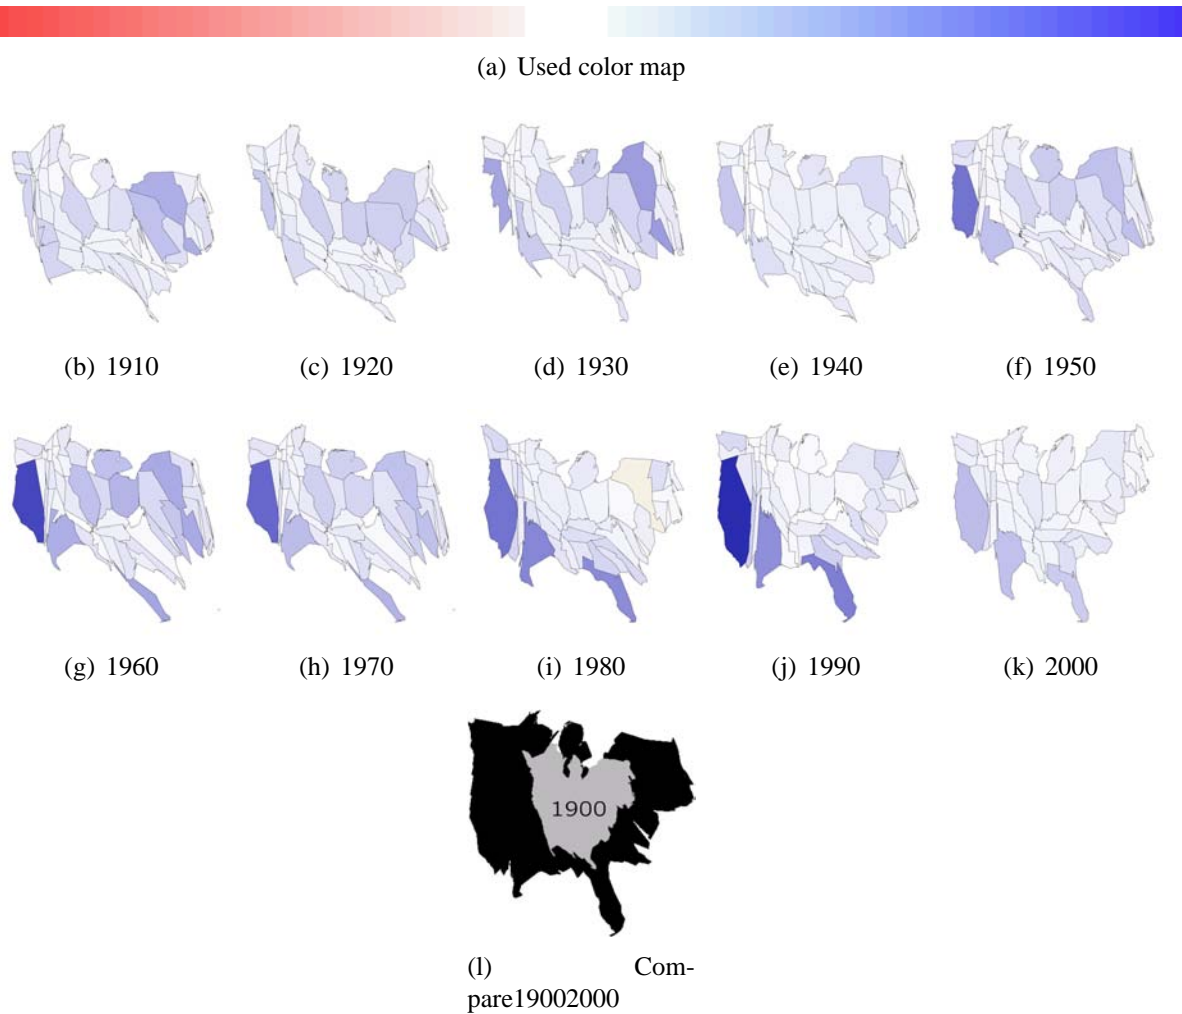 (a) Used color map
(b) 1910
(c) 1920
(d) 1930
(e) 1940
(f) 1950
(g) 1960
(h) 1970
(i) 1980
(j) 1990
(k) 2000
1900
(l) Com-
pare19002000